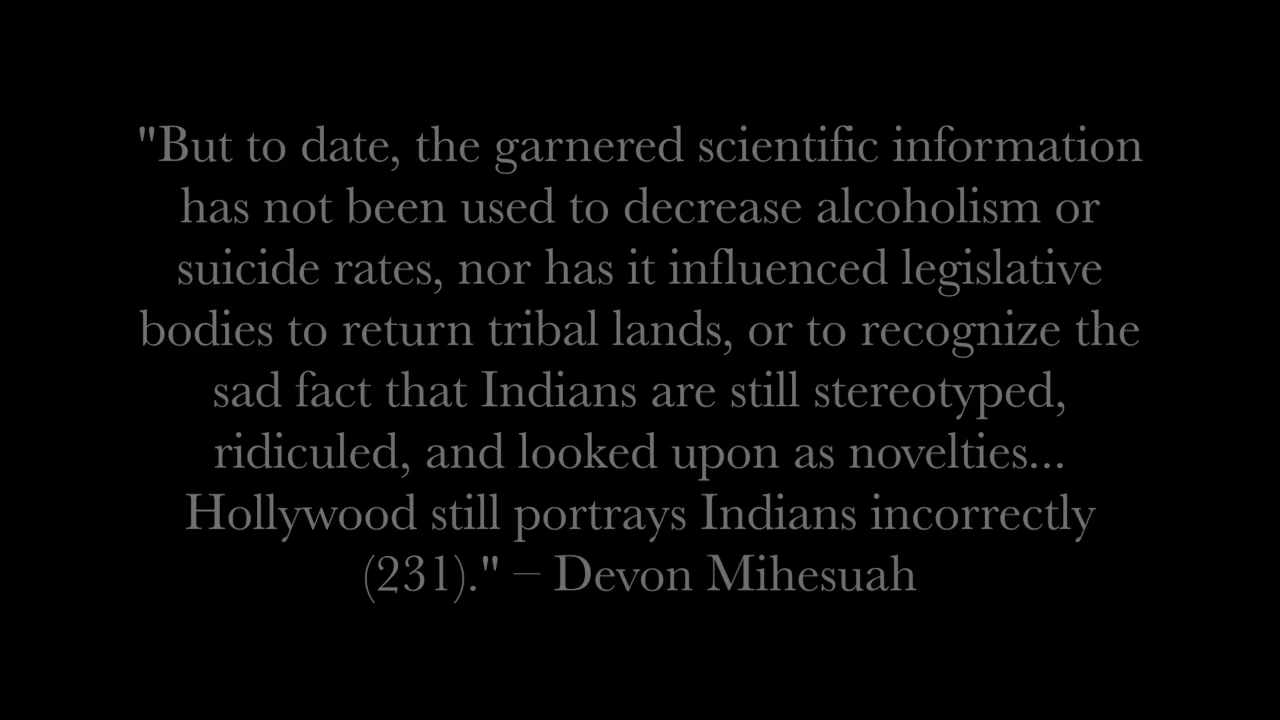 "But to date, the garnered scientific information
has not been used to decrease alcoholism or
suicide rates, nor has it influenced legislative
bodies to return tribal lands, or to recognize the
sad fact that Indians are still stereotyped,
ridiculed, and looked upon as novelties...
Hollywood still portrays Indians incorrectly
(231)." – Devon Mihesuah